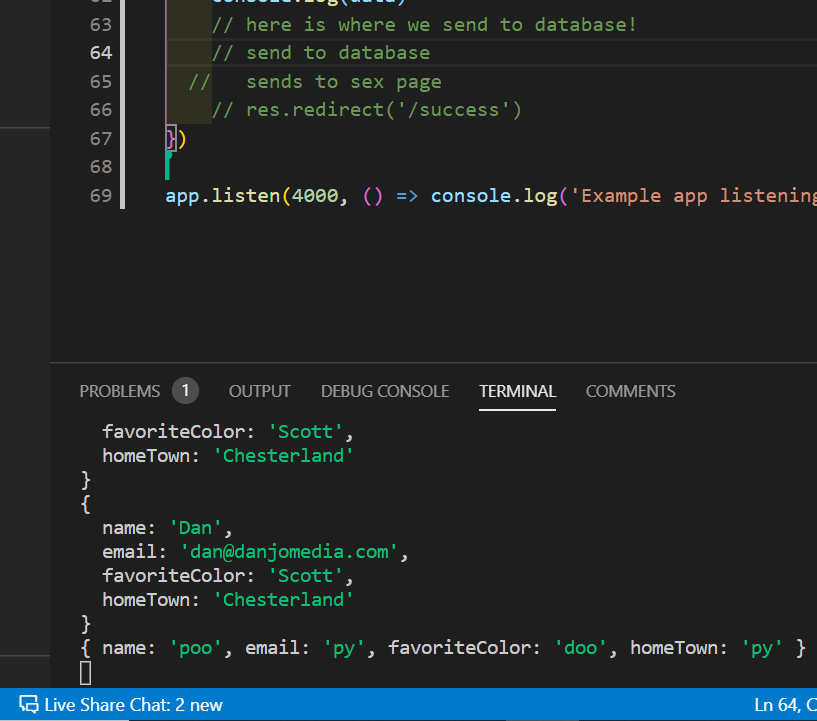 62 console.log(data)
63 // here is where we send to database!
64 // send to database
65 // sends to sex page
66 // res.redirect('/success')
67 })
68
69 app.listen(4000, () => console.log('Example app listening
PROBLEMS 1 OUTPUT DEBUG CONSOLE TERMINAL COMMENTS
favoriteColor: 'Scott',
homeTown: 'Chesterland'
}
{
name: 'Dan',
email: 'dan@danjomedia.com',
favoriteColor: 'Scott',
homeTown: 'Chesterland'
}
{ name: 'poo', email: 'py', favoriteColor: 'doo', homeTown: 'py' }
Live Share Chat: 2 new Ln 64, C